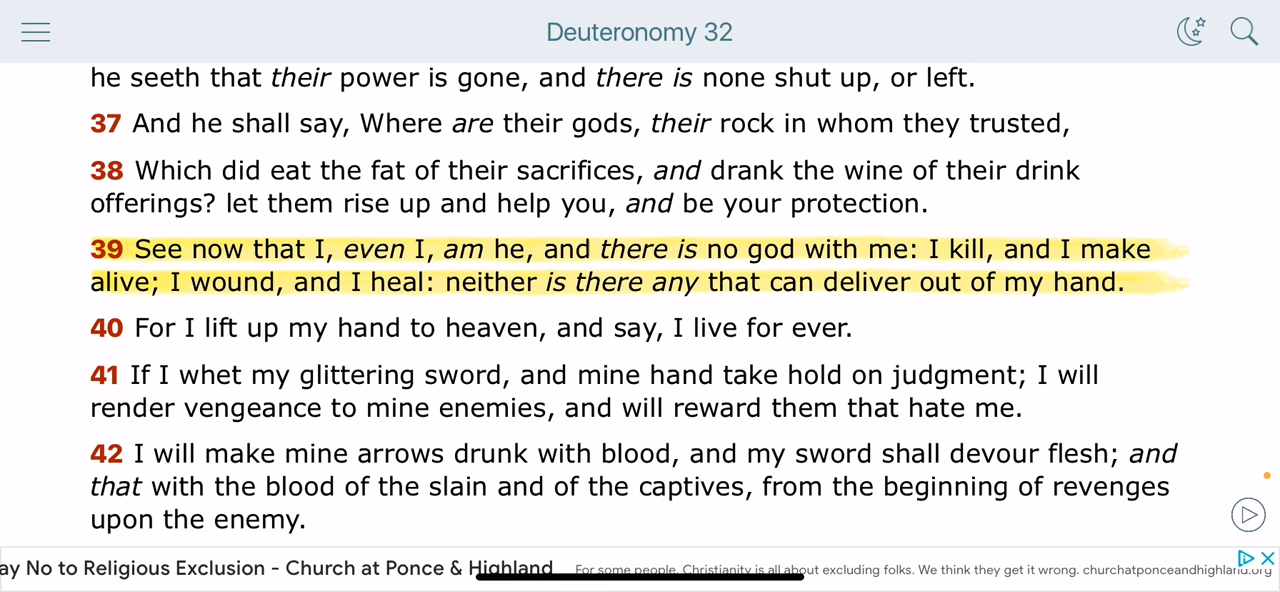 Deuteronomy 32
he seeth that their power is gone, and there is none shut up, or left.
37 And he shall say, Where are their gods, their rock in whom they trusted,
38 Which did eat the fat of their sacrifices, and drank the wine of their drink
offerings? let them rise up and help you, and be your protection.
39 See now that I, even I, am he, and there is no god with me: I kill, and I make
alive; I wound, and I heal: neither is there any that can deliver out of my hand.
40 For I lift up my hand to heaven, and say, I live for ever.
41 If I whet my glittering sword, and mine hand take hold on judgment; I will
render vengeance to mine enemies, and will reward them that hate me.
42 I will make mine arrows drunk with blood, and my sword shall devour flesh; and
that with the blood of the slain and of the captives, from the beginning of revenges
upon the enemy.
ay No to Religious Exclusion - Church at Ponce & Highland For some people, Christianity is all about excluding folks. We think they get it wrong. churchatponceandhighland.org